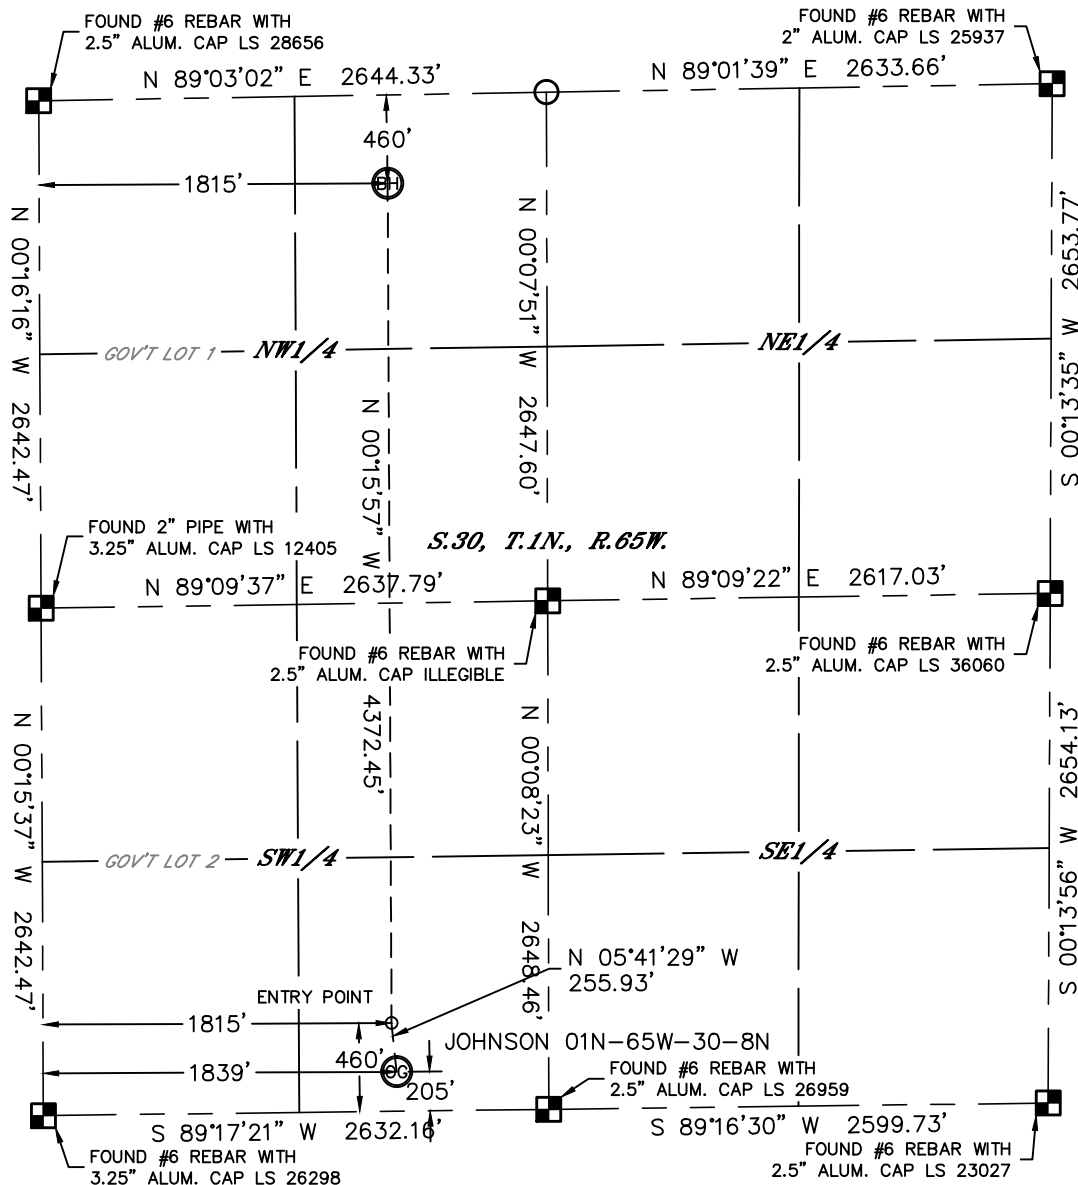 FOUND #6 REBAR WITH
2.5" ALUM. CAP LS 28656
FOUND #6 REBAR WITH
2" ALUM. CAP LS 25937
N 89°03'02" E 2644.33'
N 89°01'39" E 2633.66'
460'
1815'
BH
N 00°16'16" W 2642.47'
N 00°07'51" W 2647.60'
S 00°13'35" W 2653.77'
GOV'T LOT 1
NW1/4
NE1/4
N 00°15'57" W 4372.45'
FOUND 2" PIPE WITH
3.25" ALUM. CAP LS 12405
S.30, T.1N., R.65W.
N 89°09'37" E 2637.79'
N 89°09'22" E 2617.03'
FOUND #6 REBAR WITH
2.5" ALUM. CAP ILLEGIBLE
FOUND #6 REBAR WITH
2.5" ALUM. CAP LS 36060
N 00°15'37" W 2642.47'
N 00°08'23" W 2648.46'
S 00°13'56" W 2654.13'
GOV'T LOT 2
SW1/4
SE1/4
N 05°41'29" W
255.93'
ENTRY POINT
1815'
460'
JOHNSON 01N-65W-30-8N
1839'
OG
205'
FOUND #6 REBAR WITH
2.5" ALUM. CAP LS 26959
S 89°17'21" W 2632.16'
S 89°16'30" W 2599.73'
FOUND #6 REBAR WITH
3.25" ALUM. CAP LS 26298
FOUND #6 REBAR WITH
2.5" ALUM. CAP LS 23027